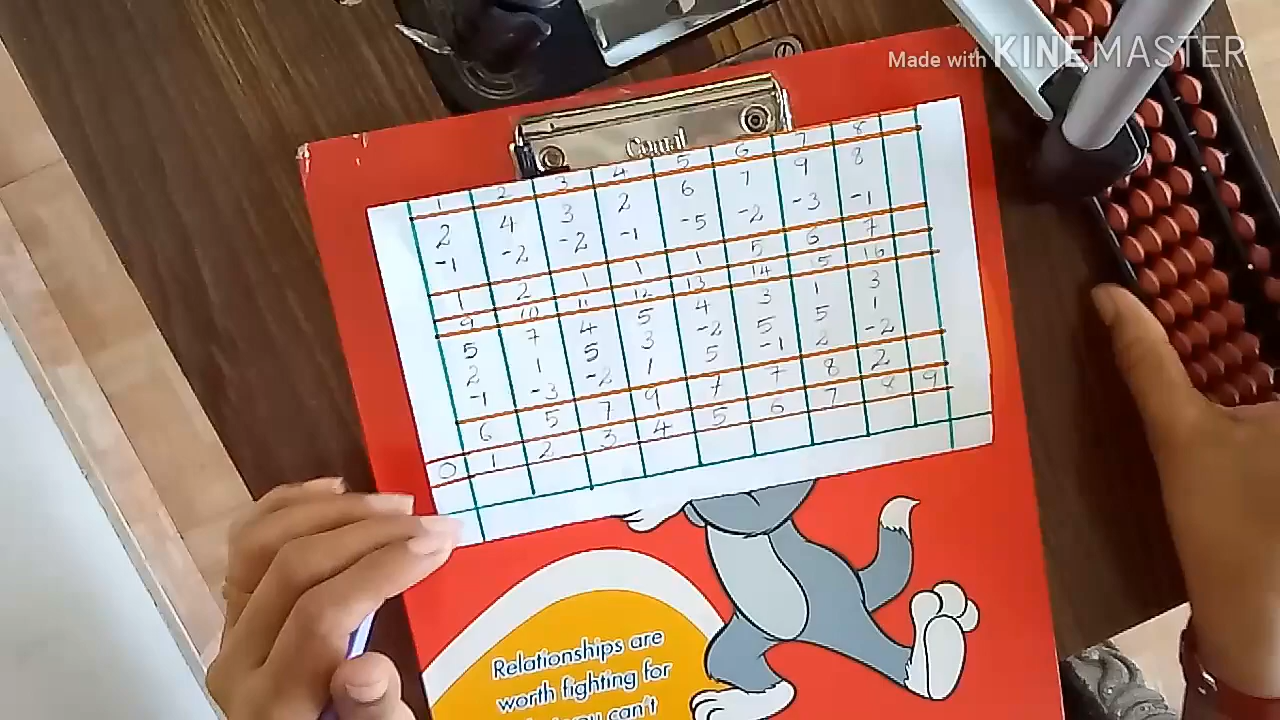 Made with KINEMASTER
1 2 3 4 5 6 7 8
2 4 3 2 6 7 9 8
-1 -2 -2 -1 -5 -2 -3 -1
1 2 1 1 1 5 6 7
9 10 11 12 13 14 15 16
5 7 4 5 4 3 1 3
2 1 5 3 -2 5 5 1
-1 -3 -2 1 5 -1 2 -2
6 5 7 9 7 7 8 2
0 1 2 3 4 5 6 7 8 9
Relationships are
worth fighting for
you can't